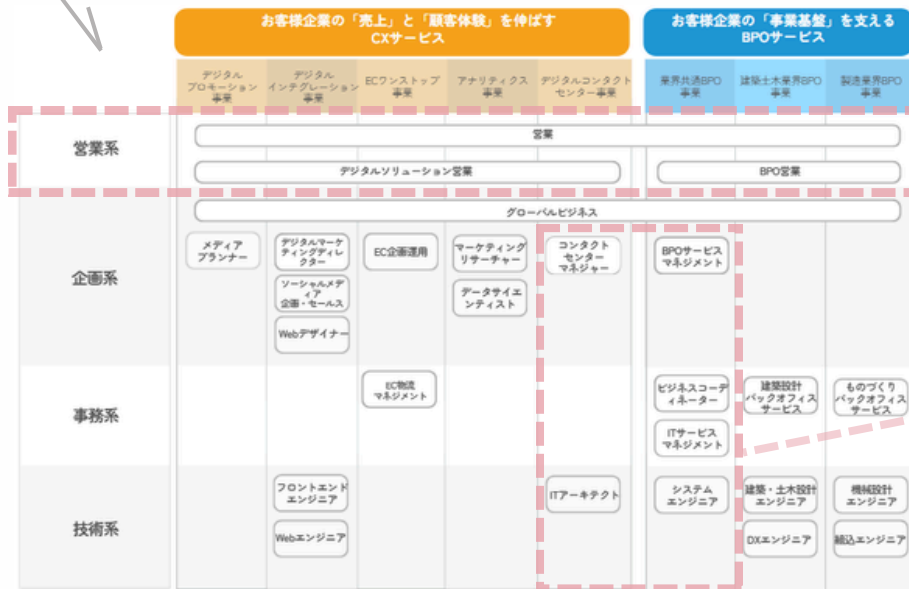 お客様企業の「売上」と「顧客体験」を伸ばす
CXサービス
お客様企業の「事業基盤」を支える
BPOサービス
デジタル
プロモーション
事業
デジタル
インテグレーション
事業
ECワンストップ
事業
アナリティクス
事業
デジタルコンタクト
センター事業
業界共通BPO
事業
建築土木業界BPO
事業
製造業界BPO
事業
営業系
営業
デジタルソリューション営業
BPO営業
グローバルビジネス
企画系
メディア
プランナー
デジタルマーケ
ティングディレ
クター
ソーシャルメデ
ィア
企画・セールス
Webデザイナー
EC企画運用
マーケティング
リサーチャー
データサイエ
ンティスト
コンタクト
センター
マネジャー
BPOサービス
マネジメント
事務系
EC物流
マネジメント
ビジネスコーデ
ィネーター
ITサービス
マネジメント
建築設計
バックオフィス
サービス
ものづくり
バックオフィス
サービス
技術系
フロントエンド
エンジニア
Webエンジニア
ITアーキテクト
システム
エンジニア
建築・土木設計
エンジニア
DXエンジニア
機械設計
エンジニア
組込エンジニア